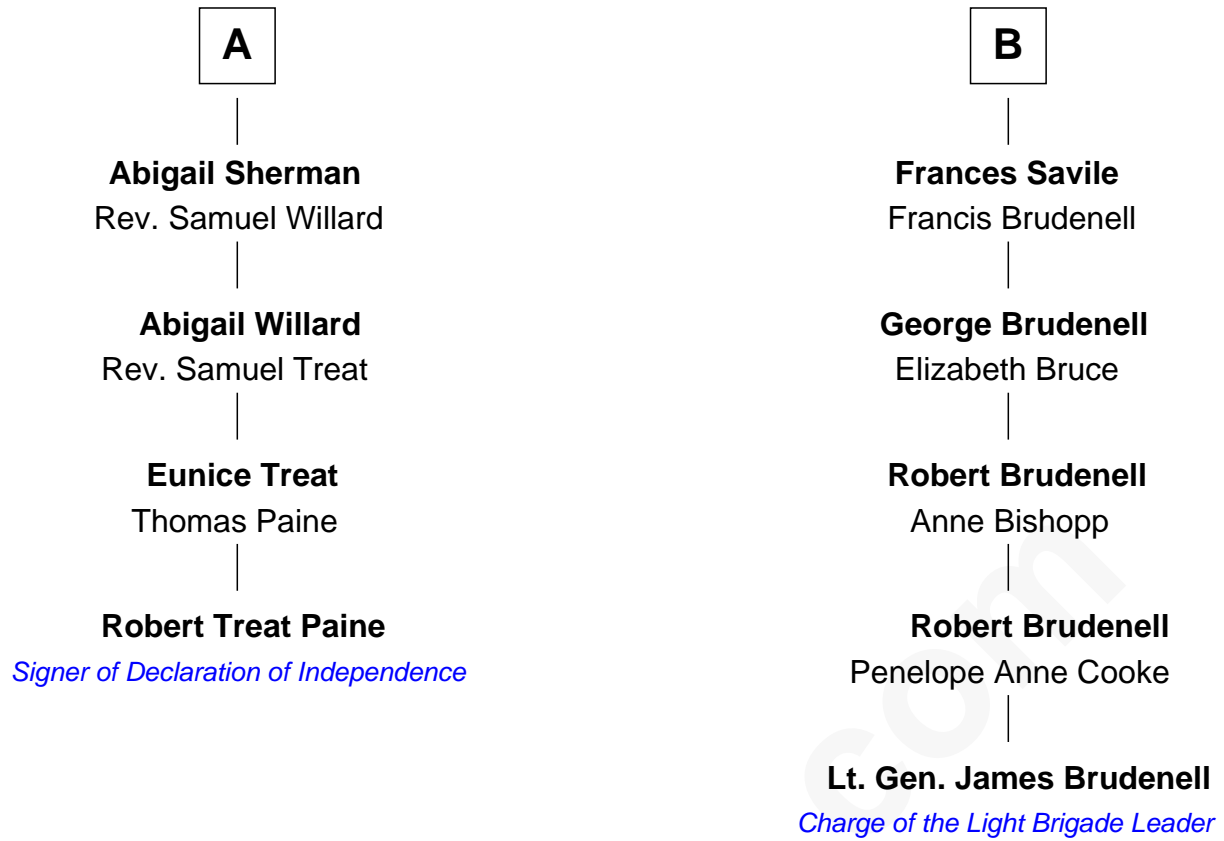 A
Abigail Sherman
Rev. Samuel Willard
Abigail Willard
Rev. Samuel Treat
Eunice Treat
Thomas Paine
Robert Treat Paine
Signer of Declaration of Independence
B
Frances Savile
Francis Brudenell
George Brudenell
Elizabeth Bruce
Robert Brudenell
Anne Bishopp
Robert Brudenell
Penelope Anne Cooke
Lt. Gen. James Brudenell
Charge of the Light Brigade Leader
com